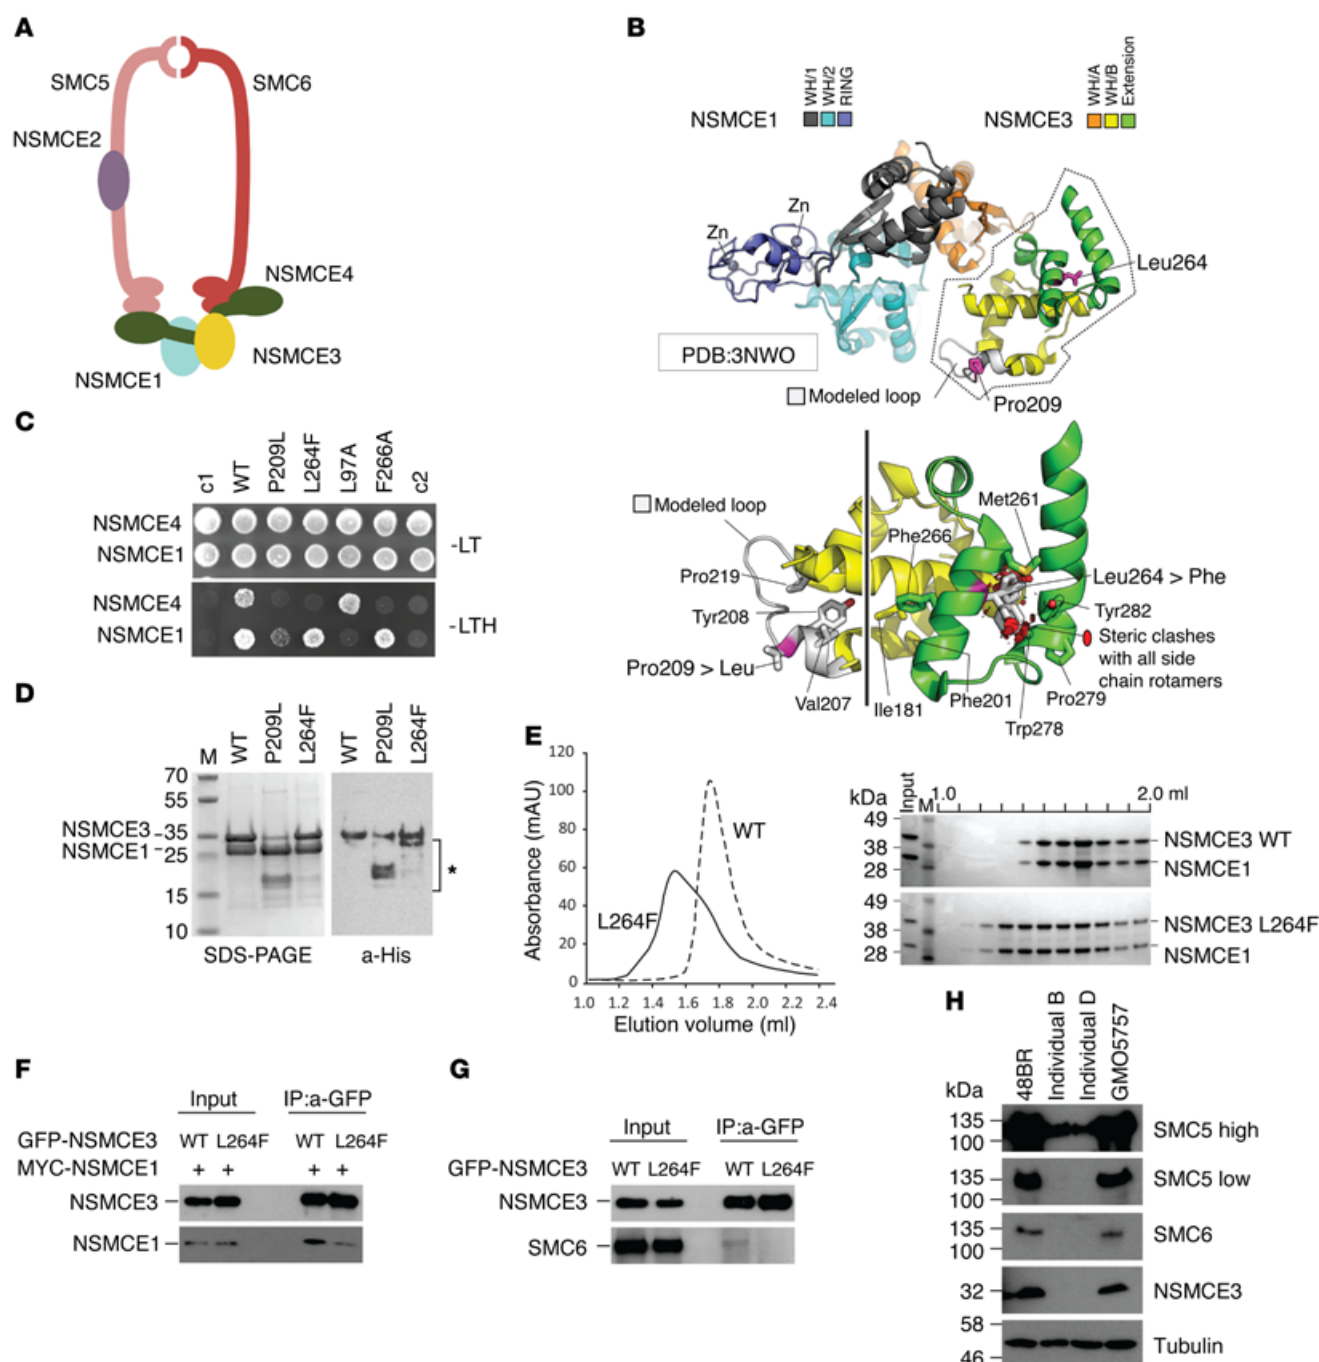 A
SMC5
SMC6
NSMCE2
NSMCE4
NSMCE3
NSMCE1
B
NSMCE1
WH/1
WH/2
RING
NSMCE3
WH/A
WH/B
Extension
Zn
Zn
Leu264
PDB:3NWO
Modeled loop
Pro209
Modeled loop
Met261
Phe266
Pro219
Leu264 > Phe
Tyr208
Tyr282
Steric clashes
with all side
chain rotamers
Pro209 > Leu
Val207
Ile181
Phe201
Pro279
Trp278
C
c1
WT
P209L
L264F
L97A
F266A
c2
NSMCE4
NSMCE1
-LT
NSMCE4
NSMCE1
-LTH
D
M
WT
P209L
L264F
WT
P209L
L264F
70
55
NSMCE3
35
NSMCE1
25
15
10
*
SDS-PAGE
a-His
E
Absorbance (mAU)
120
100
80
60
40
20
0
WT
L264F
1.0 1.2 1.4 1.6 1.8 2.0 2.2 2.4
Elution volume (ml)
kDa
Input
M
1.0
2.0 ml
49
38
28
NSMCE3 WT
NSMCE1
49
38
28
NSMCE3 L264F
NSMCE1
F
Input
IP:a-GFP
GFP-NSMCE3 WT L264F WT L264F
MYC-NSMCE1 + + + +
NSMCE3
NSMCE1
G
Input
IP:a-GFP
GFP-NSMCE3 WT L264F WT L264F
NSMCE3
SMC6
H
48BR
Individual B
Individual D
GMO5757
kDa
135
100
SMC5 high
135
100
SMC5 low
135
100
SMC6
32
NSMCE3
58
46
Tubulin